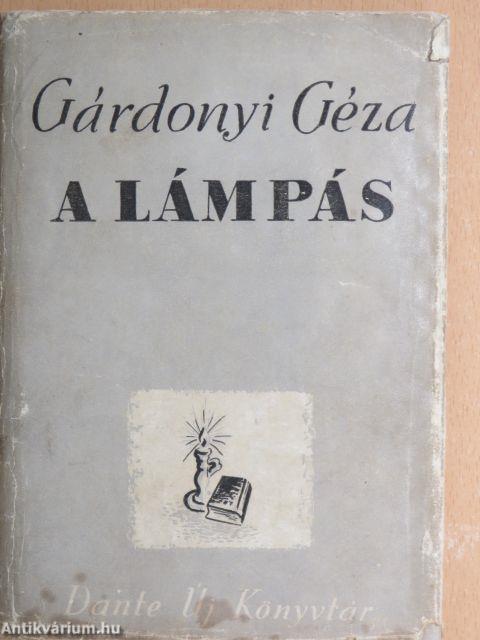 Gárdonyi Géza
A LÁMPÁS
Dante Új Könyvtár
Antikvárium.hu